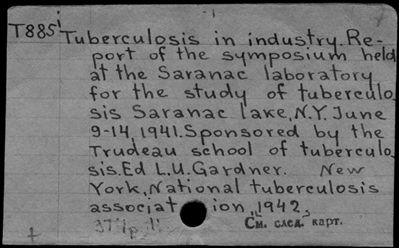 T885 Tuberculosis in industry. Re-
port of the symposium held
at the Saranac laboratory
for the study of tuberculo
sis Saranac lake, N.Y. June
9-14, 1941. Sponsored by the
Trudeau school of tuberculo
sis. Ed L.U. Gardner. New
York, National tuberculosis
association, 1942.
См. след. карт.